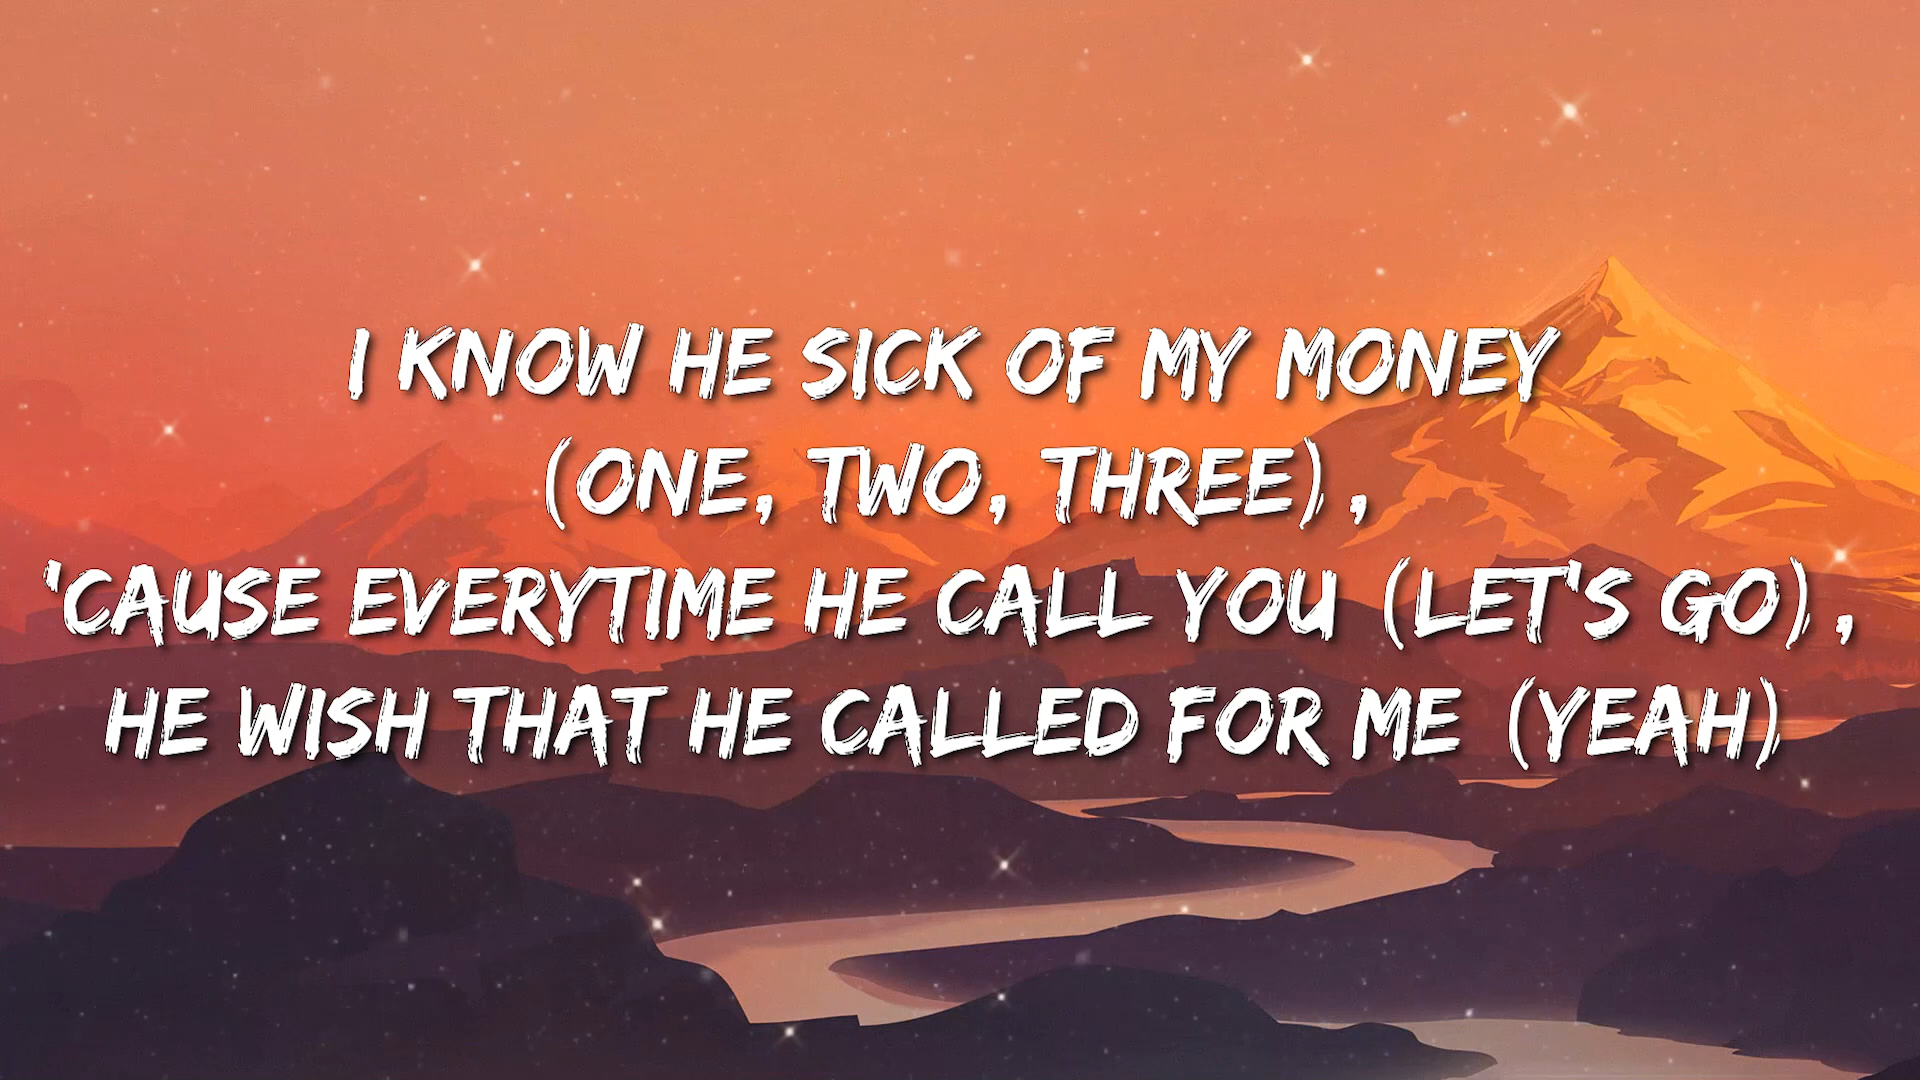 I KNOW HE SICK OF MY MONEY
(ONE, TWO, THREE),
'CAUSE EVERYTIME HE CALL YOU (LET'S GO),
HE WISH THAT HE CALLED FOR ME (YEAH)